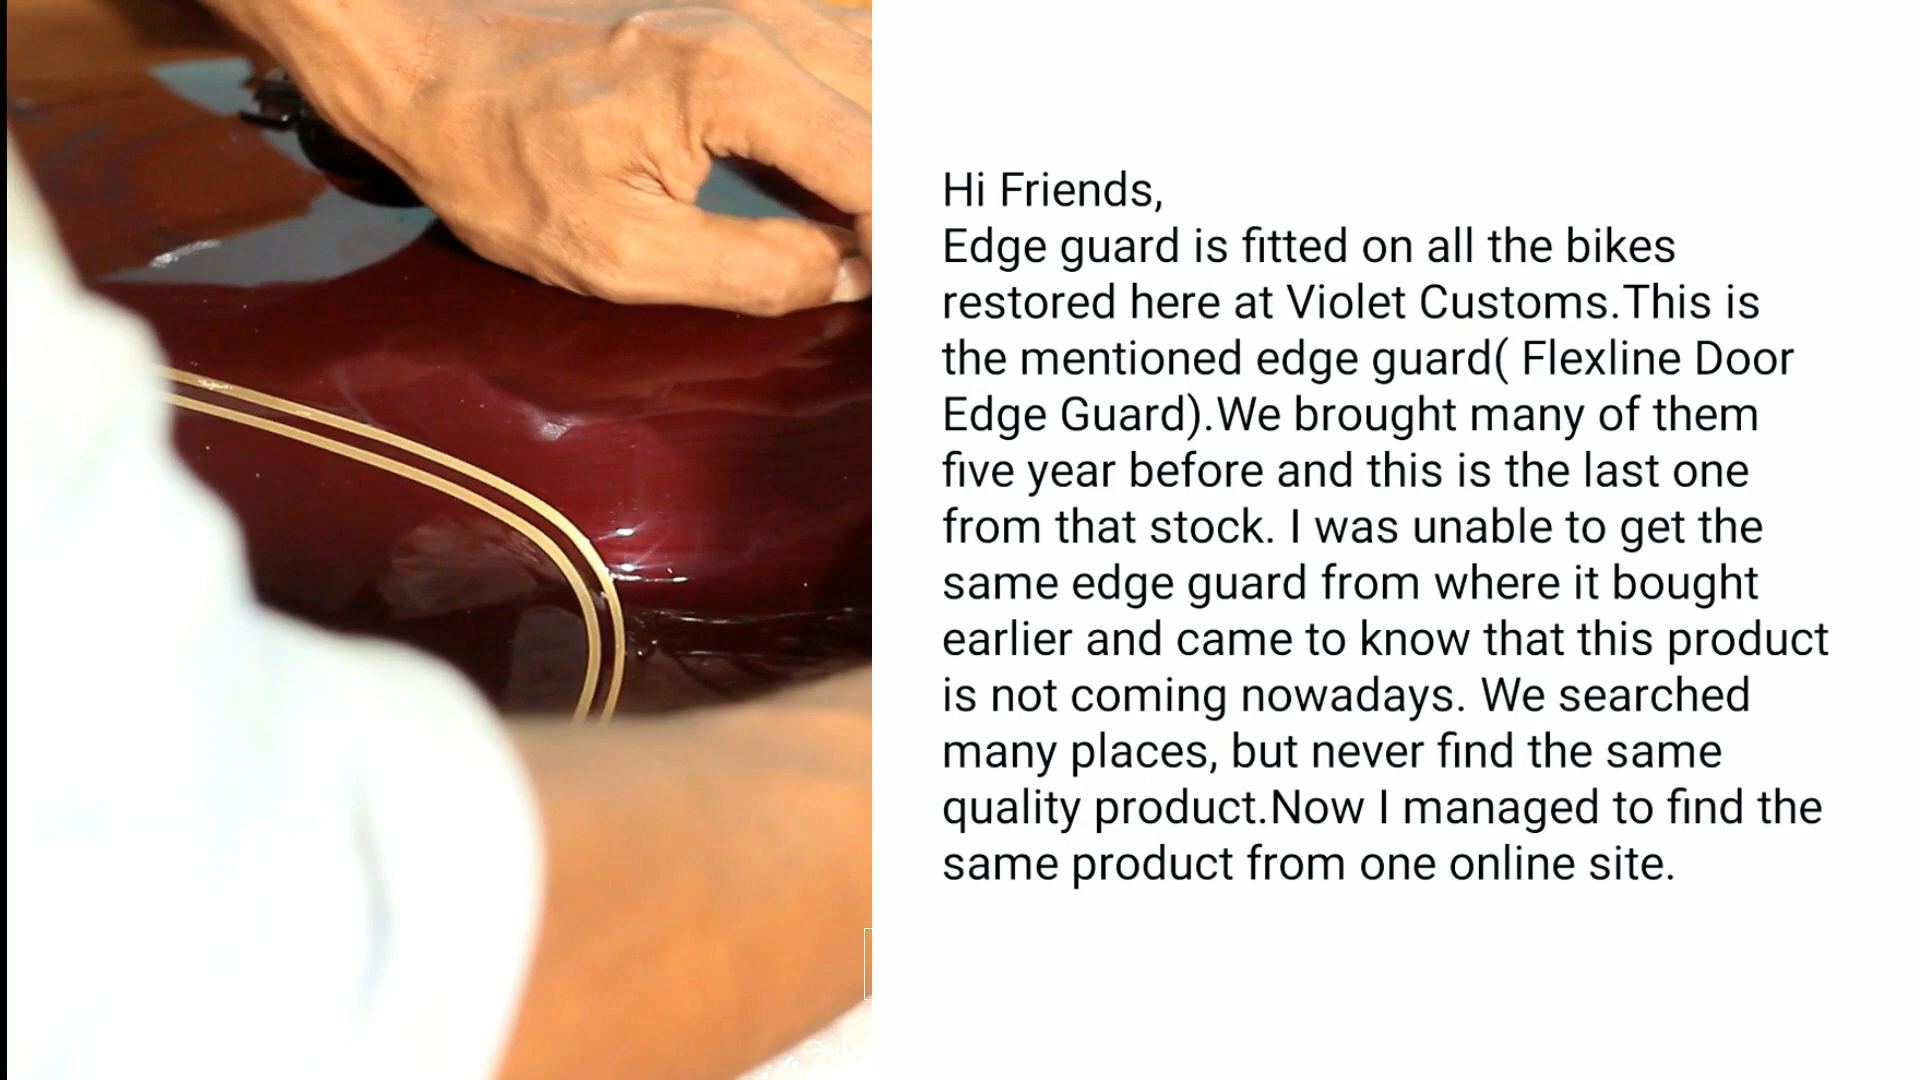 Hi Friends,
Edge guard is fitted on all the bikes
restored here at Violet Customs.This is
the mentioned edge guard( Flexline Door
Edge Guard).We brought many of them
five year before and this is the last one
from that stock. I was unable to get the
same edge guard from where it bought
earlier and came to know that this product
is not coming nowadays. We searched
many places, but never find the same
quality product.Now I managed to find the
same product from one online site.